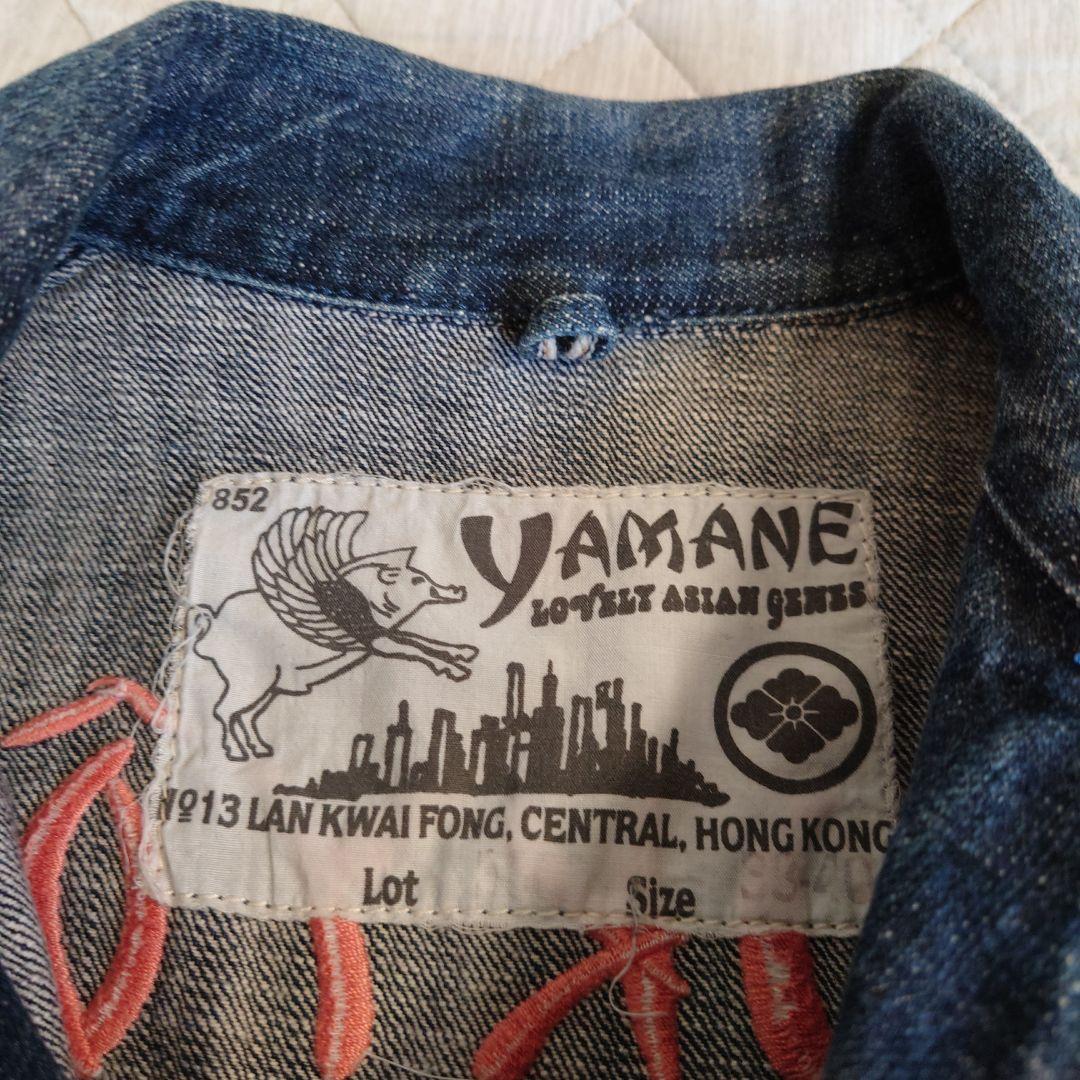 852
YAMANE
LOVELY ASIAN GENES
Nº13 LAN KWAI FONG, CENTRAL, HONG KONG
Lot Size